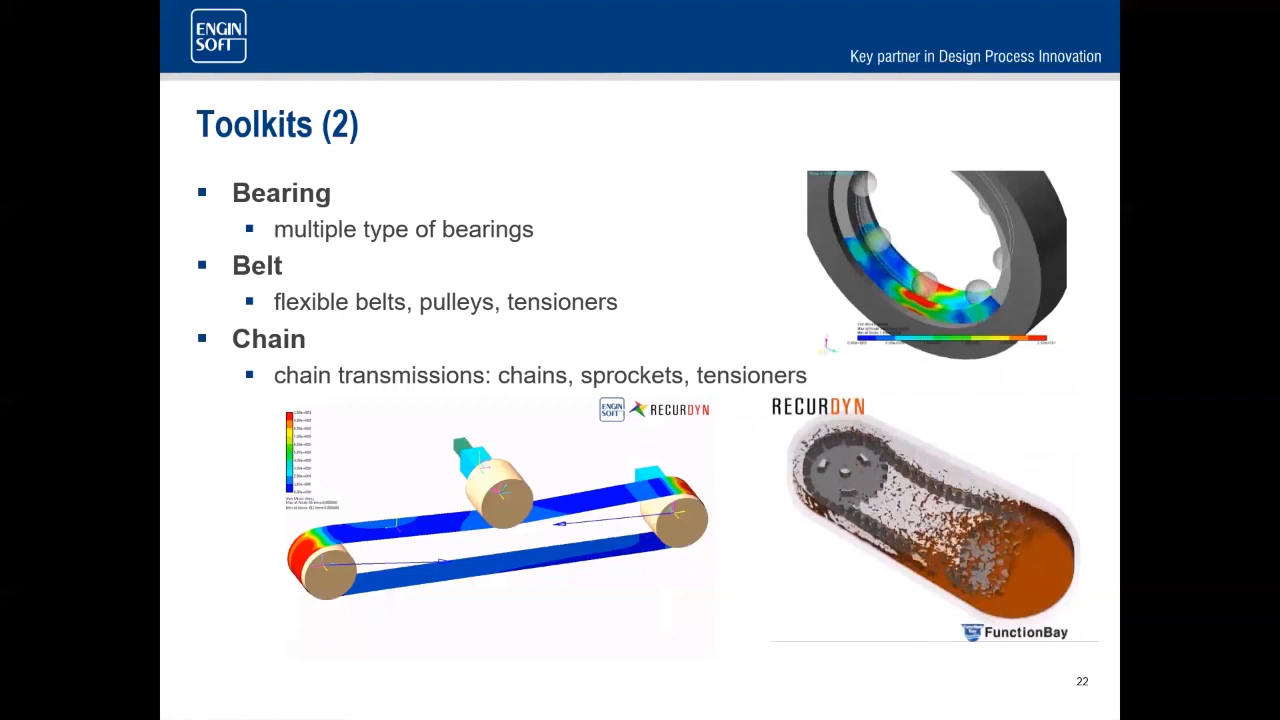 ENGIN
SOFT
Key partner in Design Process Innovation
Toolkits (2)
Bearing
multiple type of bearings
Belt
flexible belts, pulleys, tensioners
Chain
chain transmissions: chains, sprockets, tensioners
ENGIN
SOFT
RECURDYN
RECURDYN
FunctionBay
22